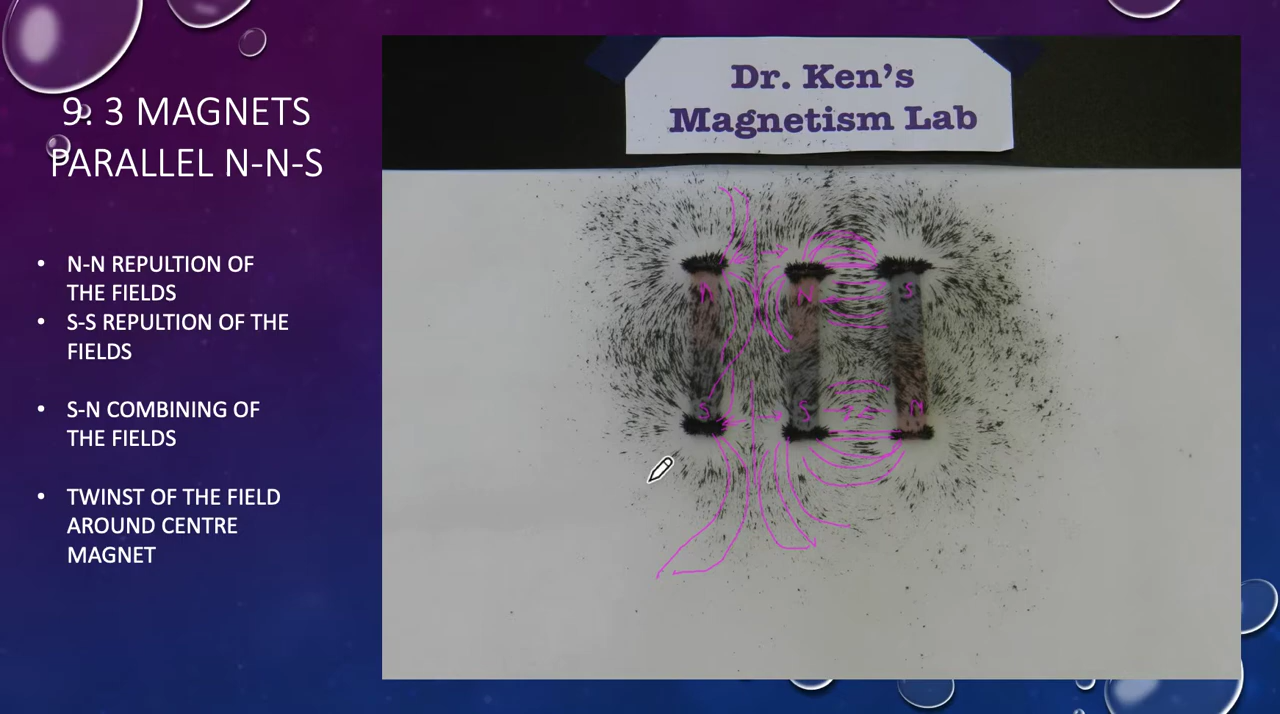 9. 3 MAGNETS
PARALLEL N-N-S
• N-N REPULTION OF
THE FIELDS
• S-S REPULTION OF THE
FIELDS
• S-N COMBINING OF
THE FIELDS
• TWINST OF THE FIELD
AROUND CENTRE
MAGNET
Dr. Ken's
Magnetism Lab
n N S
S S N